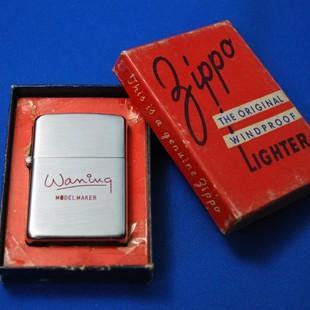 Zippo
THE ORIGINAL
WINDPROOF
LIGHTER
This is a genuine Zippo
Waning
MODELMAKER